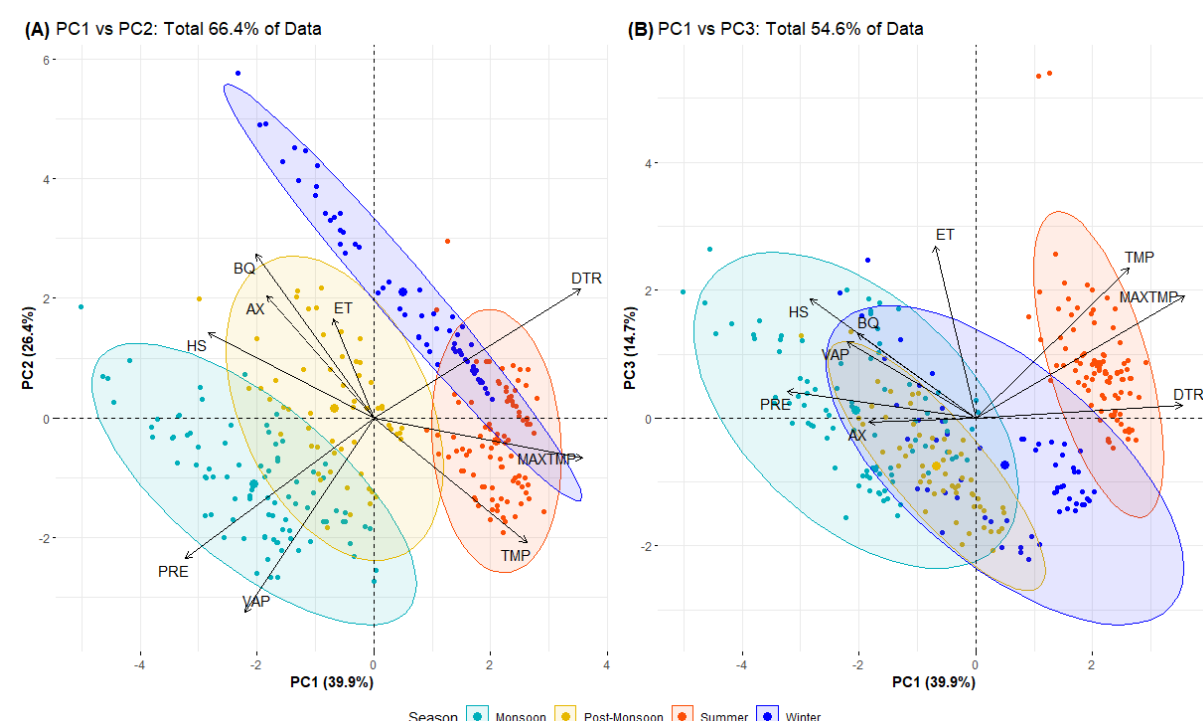 (A) PC1 vs PC2: Total 66.4% of Data
6
4
2
0
-2
PC2 (26.4%)
BQ
AX
ET
HS
DTR
MAXTMP
TMP
PRE
VAP
-4
-2
0
2
4
PC1 (39.9%)
(B) PC1 vs PC3: Total 54.6% of Data
4
2
0
-2
PC3 (14.7%)
ET
TMP
MAXTMP
HS
BQ
VAP
DTR
PRE
AX
-4
-2
0
2
PC1 (39.9%)
Season Monsoon Post-Monsoon Summer Winter